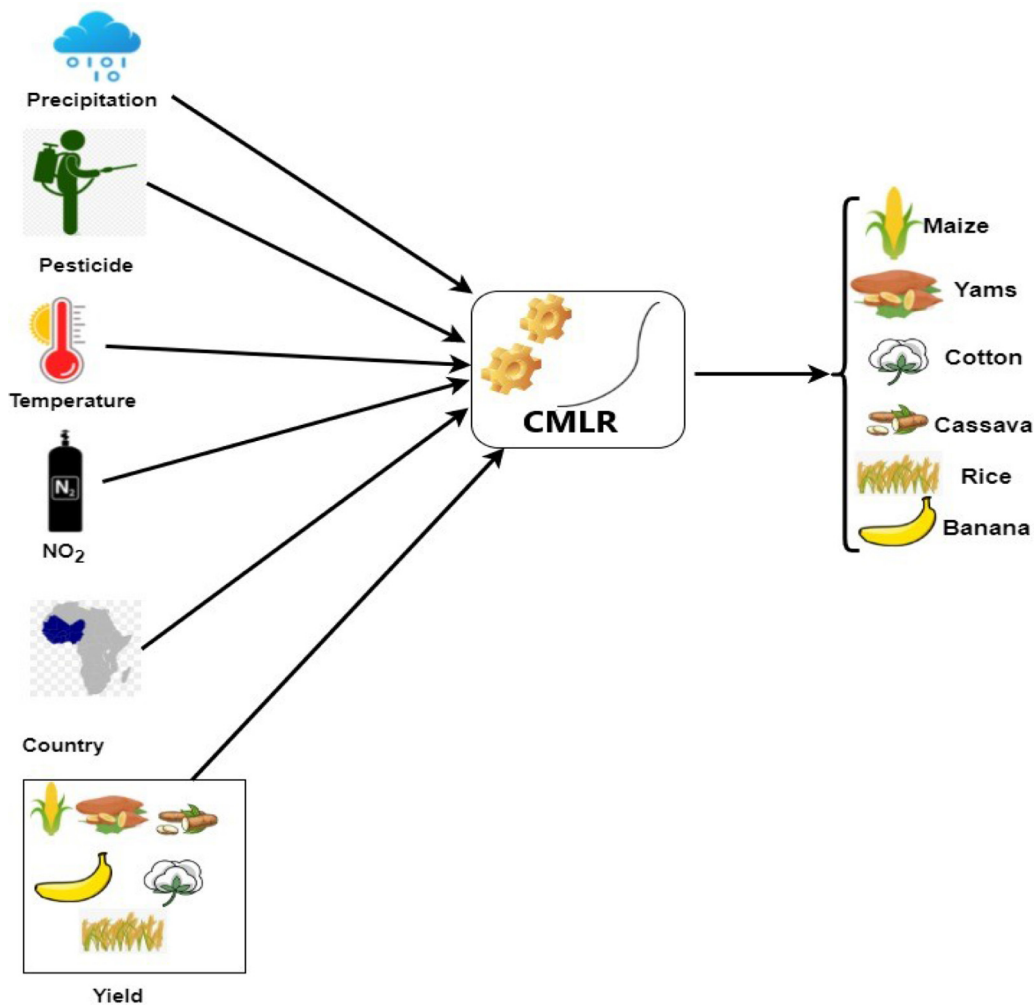 Precipitation
Pesticide
Temperature
N₂
NO₂
Country
Yield
CMLR
Maize
Yams
Cotton
Cassava
Rice
Banana